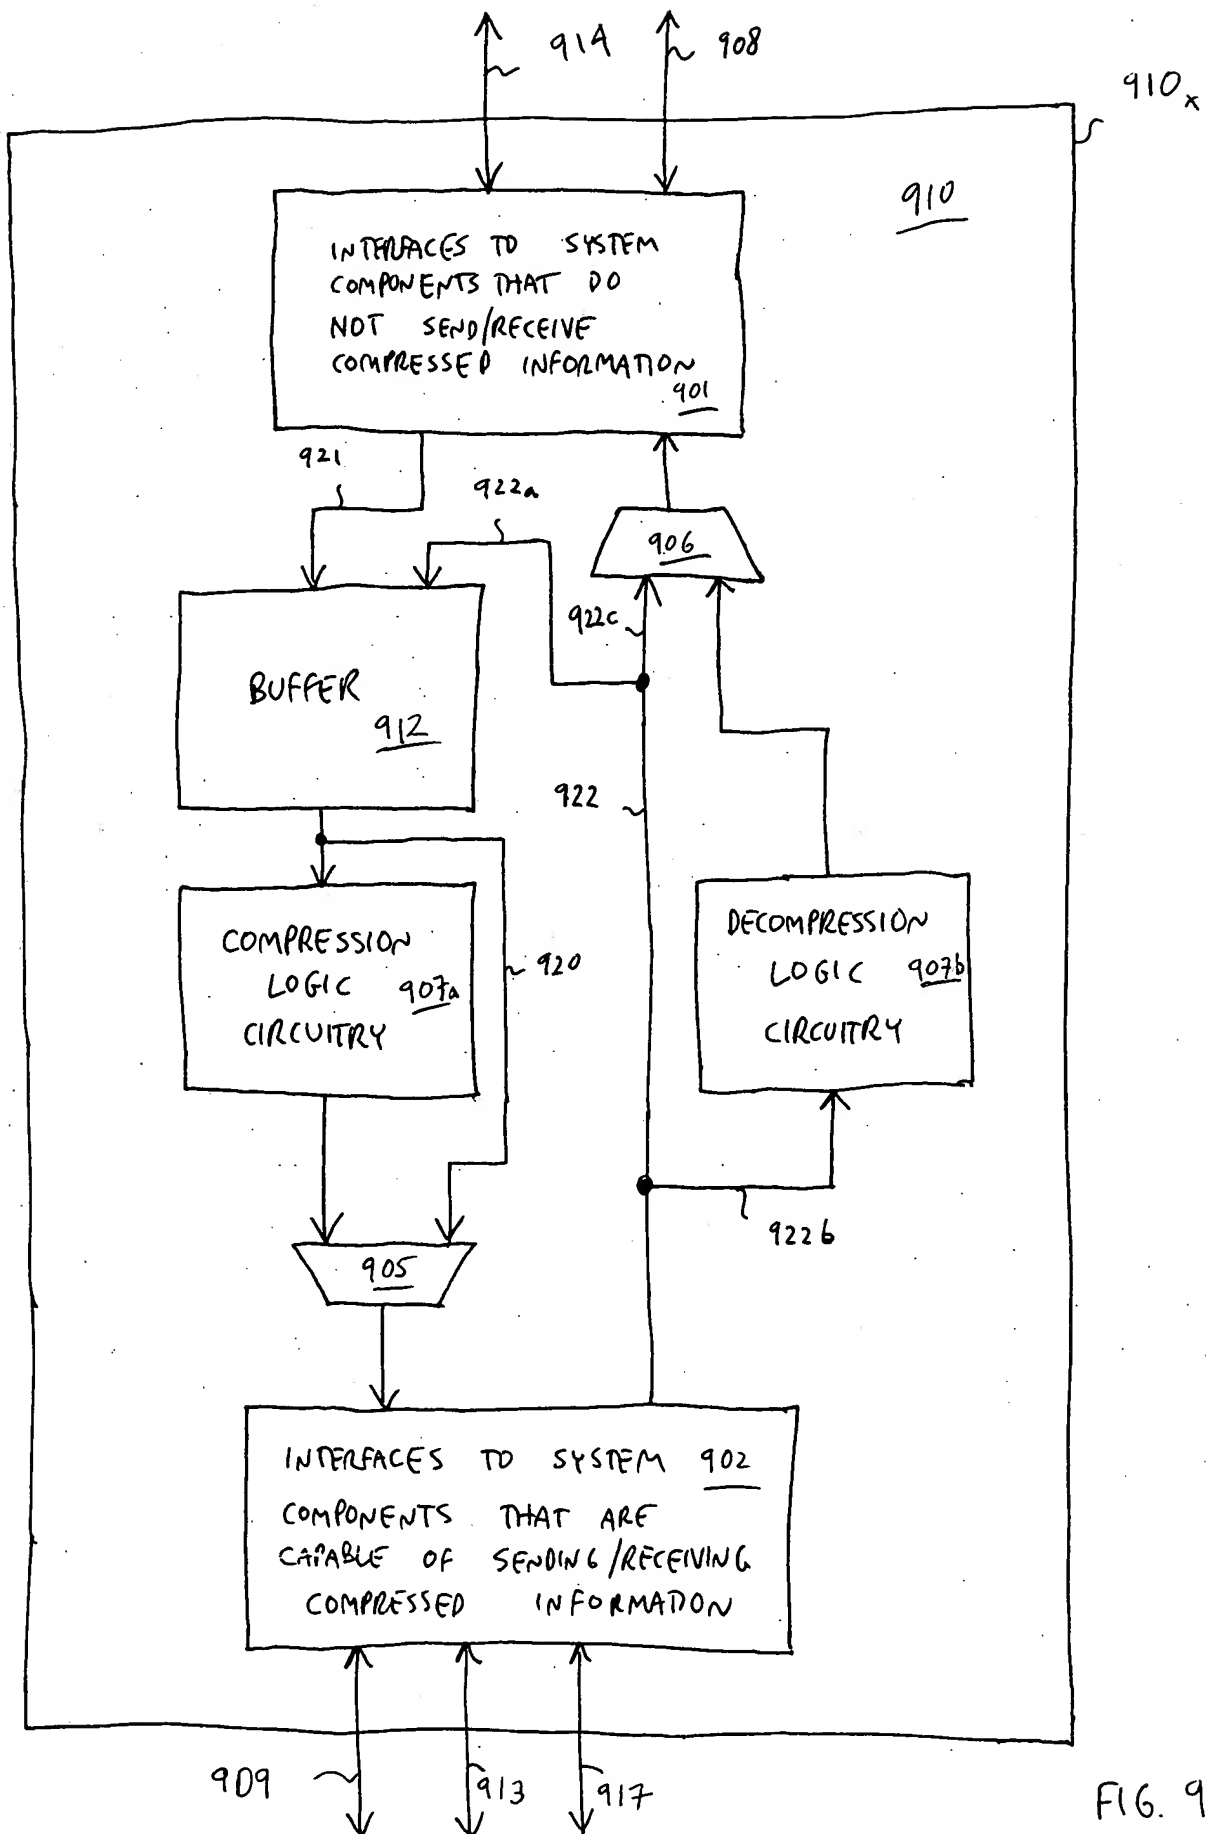 914
908
910x
910
INTERFACES TO SYSTEM
COMPONENTS THAT DO
NOT SEND/RECEIVE
COMPRESSED INFORMATION
901
921
922a
906
922c
BUFFER
912
922
COMPRESSION
LOGIC 907a
CIRCUITRY
920
DECOMPRESSION
LOGIC 907b
CIRCUITRY
922b
905
INTERFACES TO SYSTEM 902
COMPONENTS THAT ARE
CAPABLE OF SENDING/RECEIVING
COMPRESSED INFORMATION
909
913
917
FIG. 9